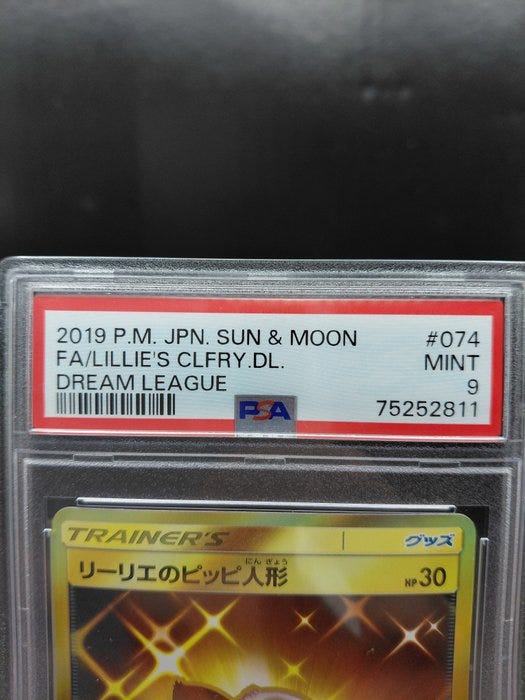 2019 P.M. JPN. SUN & MOON #074
FA/LILLIE'S CLFRY.DL. MINT
DREAM LEAGUE 9
PSA 75252811
TRAINER'S グッズ
にん ぎょう
リーリエのピッピ人形 HP 30